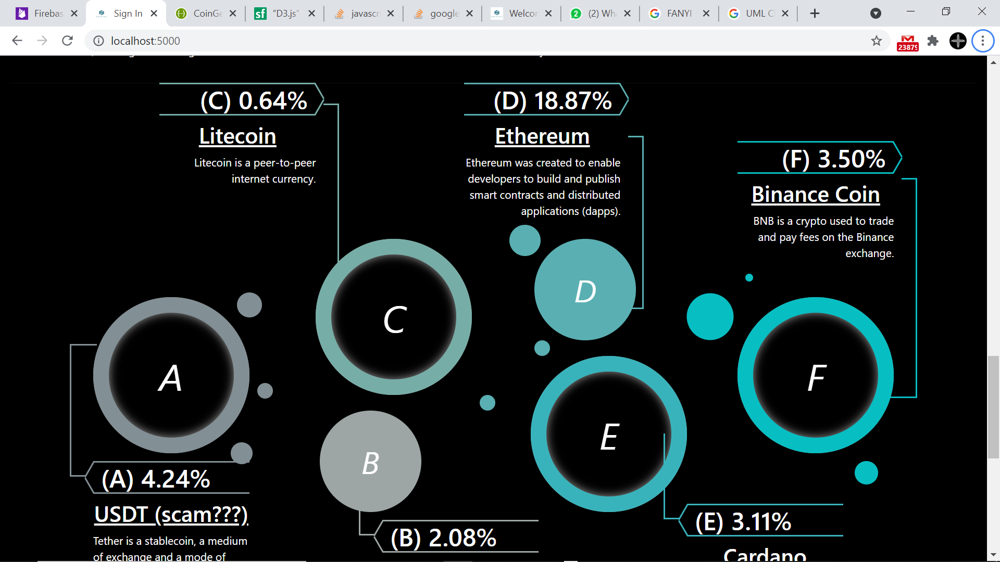 Firebas
Sign In
CoinGe
“D3.js”
javascri
google
Welcor
(2) Wh
FANYI
UML Cl
localhost:5000
23879
(C) 0.64%
Litecoin
Litecoin is a peer-to-peer
internet currency.
(D) 18.87%
Ethereum
Ethereum was created to enable
developers to build and publish
smart contracts and distributed
applications (dapps).
(F) 3.50%
Binance Coin
BNB is a crypto used to trade
and pay fees on the Binance
exchange.
A
C
D
B
E
F
(A) 4.24%
USDT (scam???)
Tether is a stablecoin, a medium
of exchange and a mode of
(B) 2.08%
(E) 3.11%
Cardano